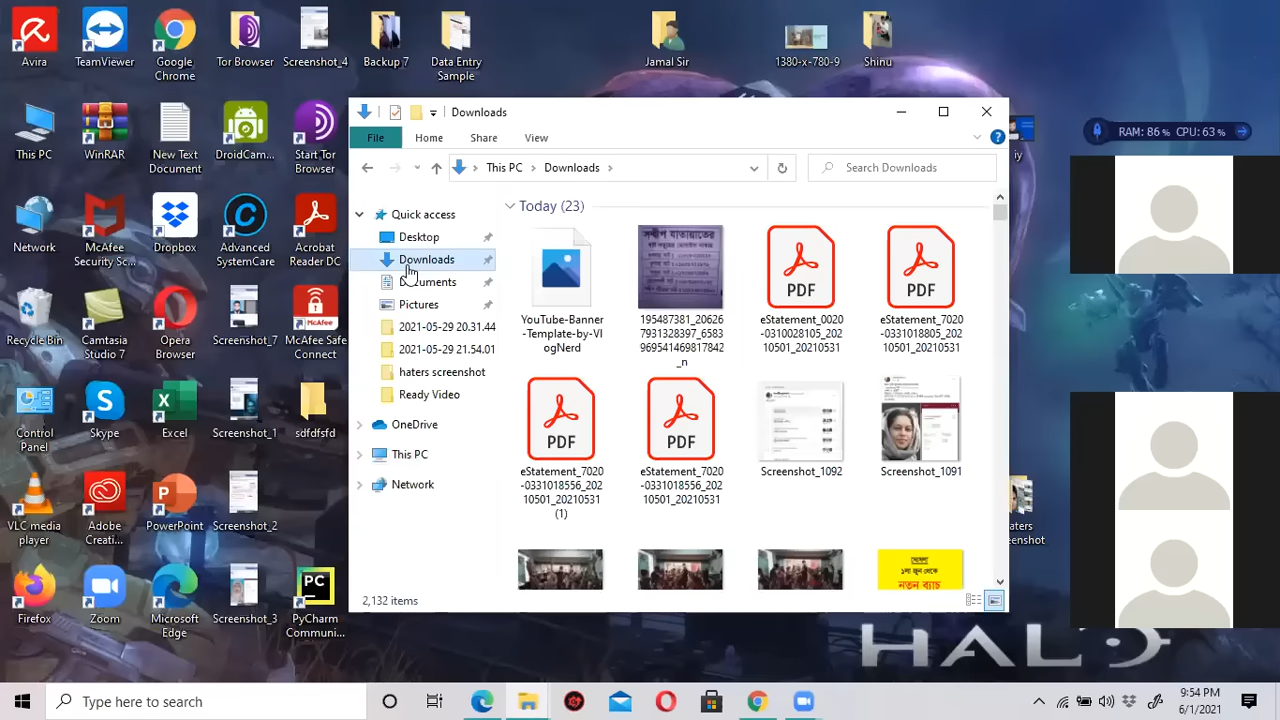 Avira
TeamViewer
Google
Chrome
Tor Browser
Screenshot_4
Backup 7
Data Entry
Sample
Jamal Sir
1380-x-780-9
Shinu
This PC
WinRAR
New Text
Document
DroidCam...
Start Tor
Browser
Network
McAfee
Security Sc...
Dropbox
Advanced
SystemCare
Acrobat
Reader DC
Recycle Bin
Camtasia
Studio 7
Opera
Browser
Screenshot_7
McAfee Safe
Connect
Control
Panel
Skype
Excel
Screenshot_1
sdfdfsfd
VLC media
player
Adobe
Creati...
PowerPoint
Screenshot_2
Firefox
Zoom
Microsoft
Edge
Screenshot_3
PyCharm
Communi...
Downloads
File
Home
Share
View
This PC
Downloads
Search Downloads
Quick access
Desktop
Downloads
Documents
Pictures
2021-05-29 20.31.44
2021-05-29 21.54.01
haters screenshot
Ready Video
OneDrive
This PC
Network
Today (23)
YouTube-Banner
-Template-by-Vl
ogNerd
195487381_20626
7931328397_6583
969541469817842
_n
PDF
eStatement_0020
-0310028105_202
10501_20210531
PDF
eStatement_7020
-0331018805_202
10501_20210531
PDF
eStatement_7020
-0331018556_202
10501_20210531
(1)
PDF
eStatement_7020
-0331018556_202
10501_20210531
Screenshot_1092
Screenshot_1091
১লা জুন থেকে
নতুন ব্যাচ
2,132 items
RAM: 86 % CPU: 63 %
HALO
Type here to search
9:54 PM
6/1/2021